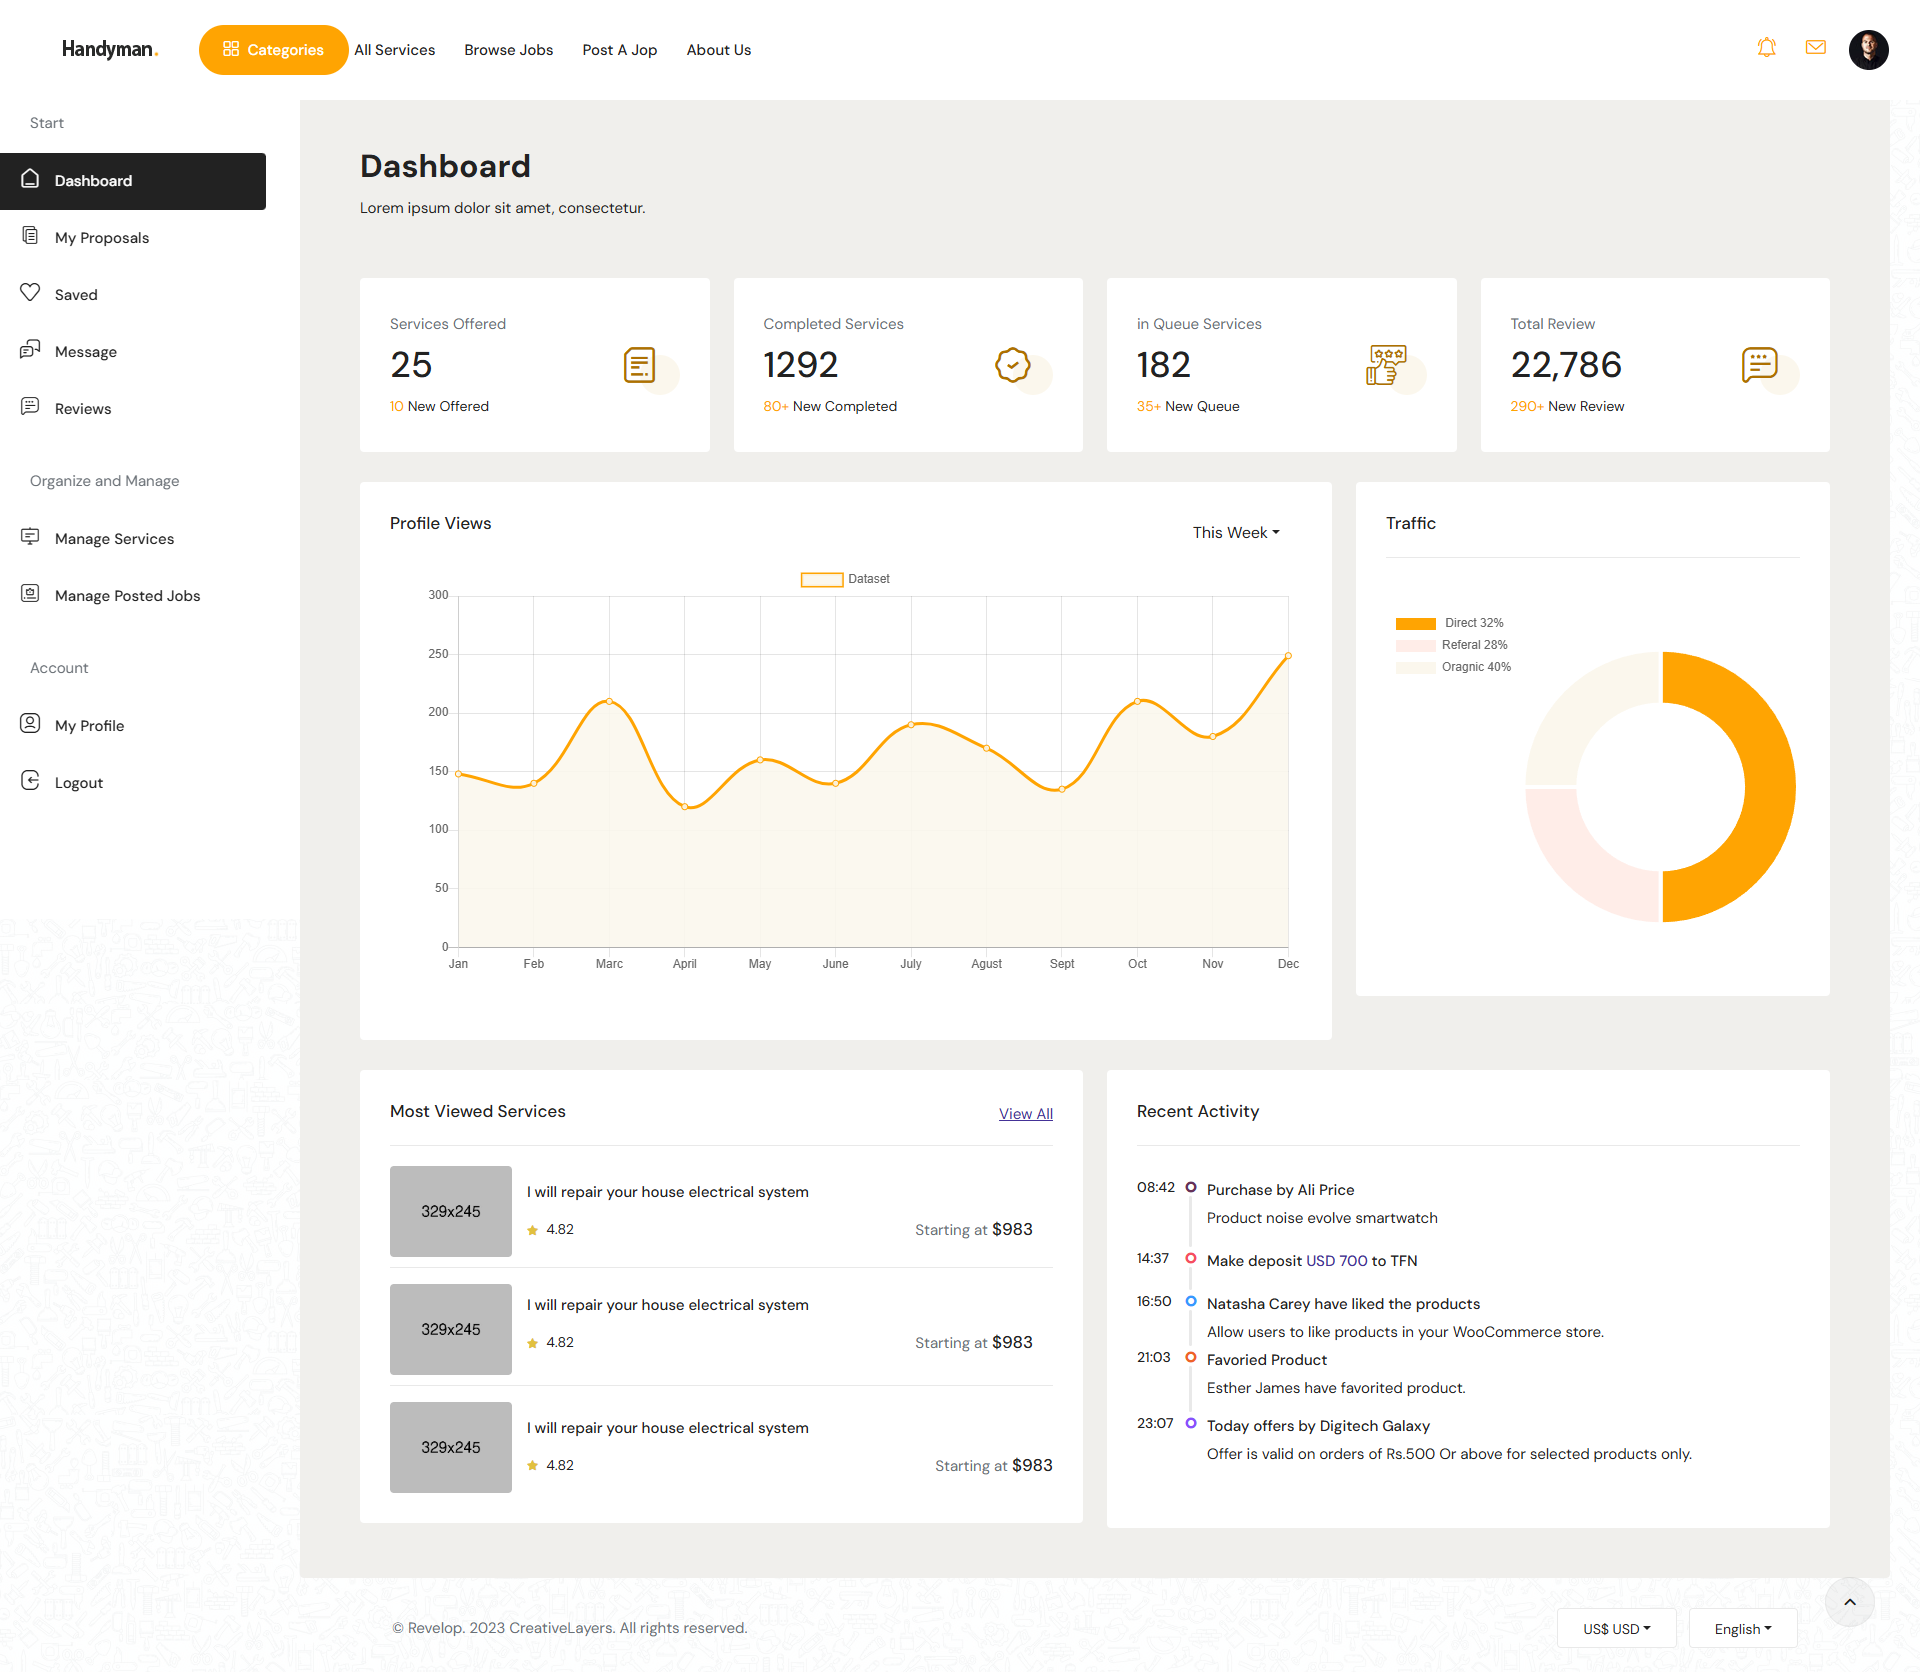 Handyman.
Categories
All Services
Browse Jobs
Post A Jop
About Us
Start
Dashboard
My Proposals
Saved
Message
Reviews
Organize and Manage
Manage Services
Manage Posted Jobs
Account
My Profile
Logout
Dashboard
Lorem ipsum dolor sit amet, consectetur.
Services Offered
25
10 New Offered
Completed Services
1292
80+ New Completed
in Queue Services
182
35+ New Queue
Total Review
22,786
290+ New Review
Profile Views
This Week
Dataset
300
250
200
150
100
50
0
Jan Feb Marc April May June July Agust Sept Oct Nov Dec
Traffic
Direct 32%
Referal 28%
Oragnic 40%
Most Viewed Services
View All
329x245
I will repair your house electrical system
4.82
Starting at $983
329x245
I will repair your house electrical system
4.82
Starting at $983
329x245
I will repair your house electrical system
4.82
Starting at $983
Recent Activity
08:42 Purchase by Ali Price
Product noise evolve smartwatch
14:37 Make deposit USD 700 to TFN
16:50 Natasha Carey have liked the products
Allow users to like products in your WooCommerce store.
21:03 Favoried Product
Esther James have favorited product.
23:07 Today offers by Digitech Galaxy
Offer is valid on orders of Rs.500 Or above for selected products only.
© Revelop. 2023 CreativeLayers. All rights reserved.
US$ USD
English